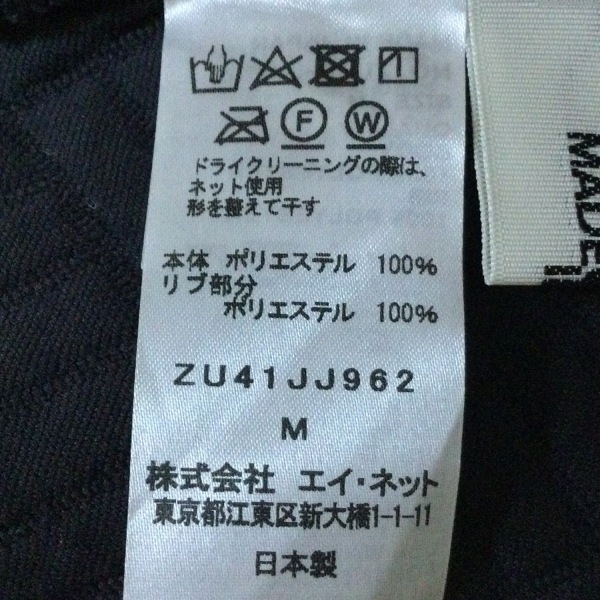 F W
ドライクリーニングの際は、
ネット使用
形を整えて干す
本体 ポリエステル 100%
リブ部分
ポリエステル 100%
ZU41JJ962
M
株式会社 エイ・ネット
東京都江東区新大橋1-1-11
日本製
MADE